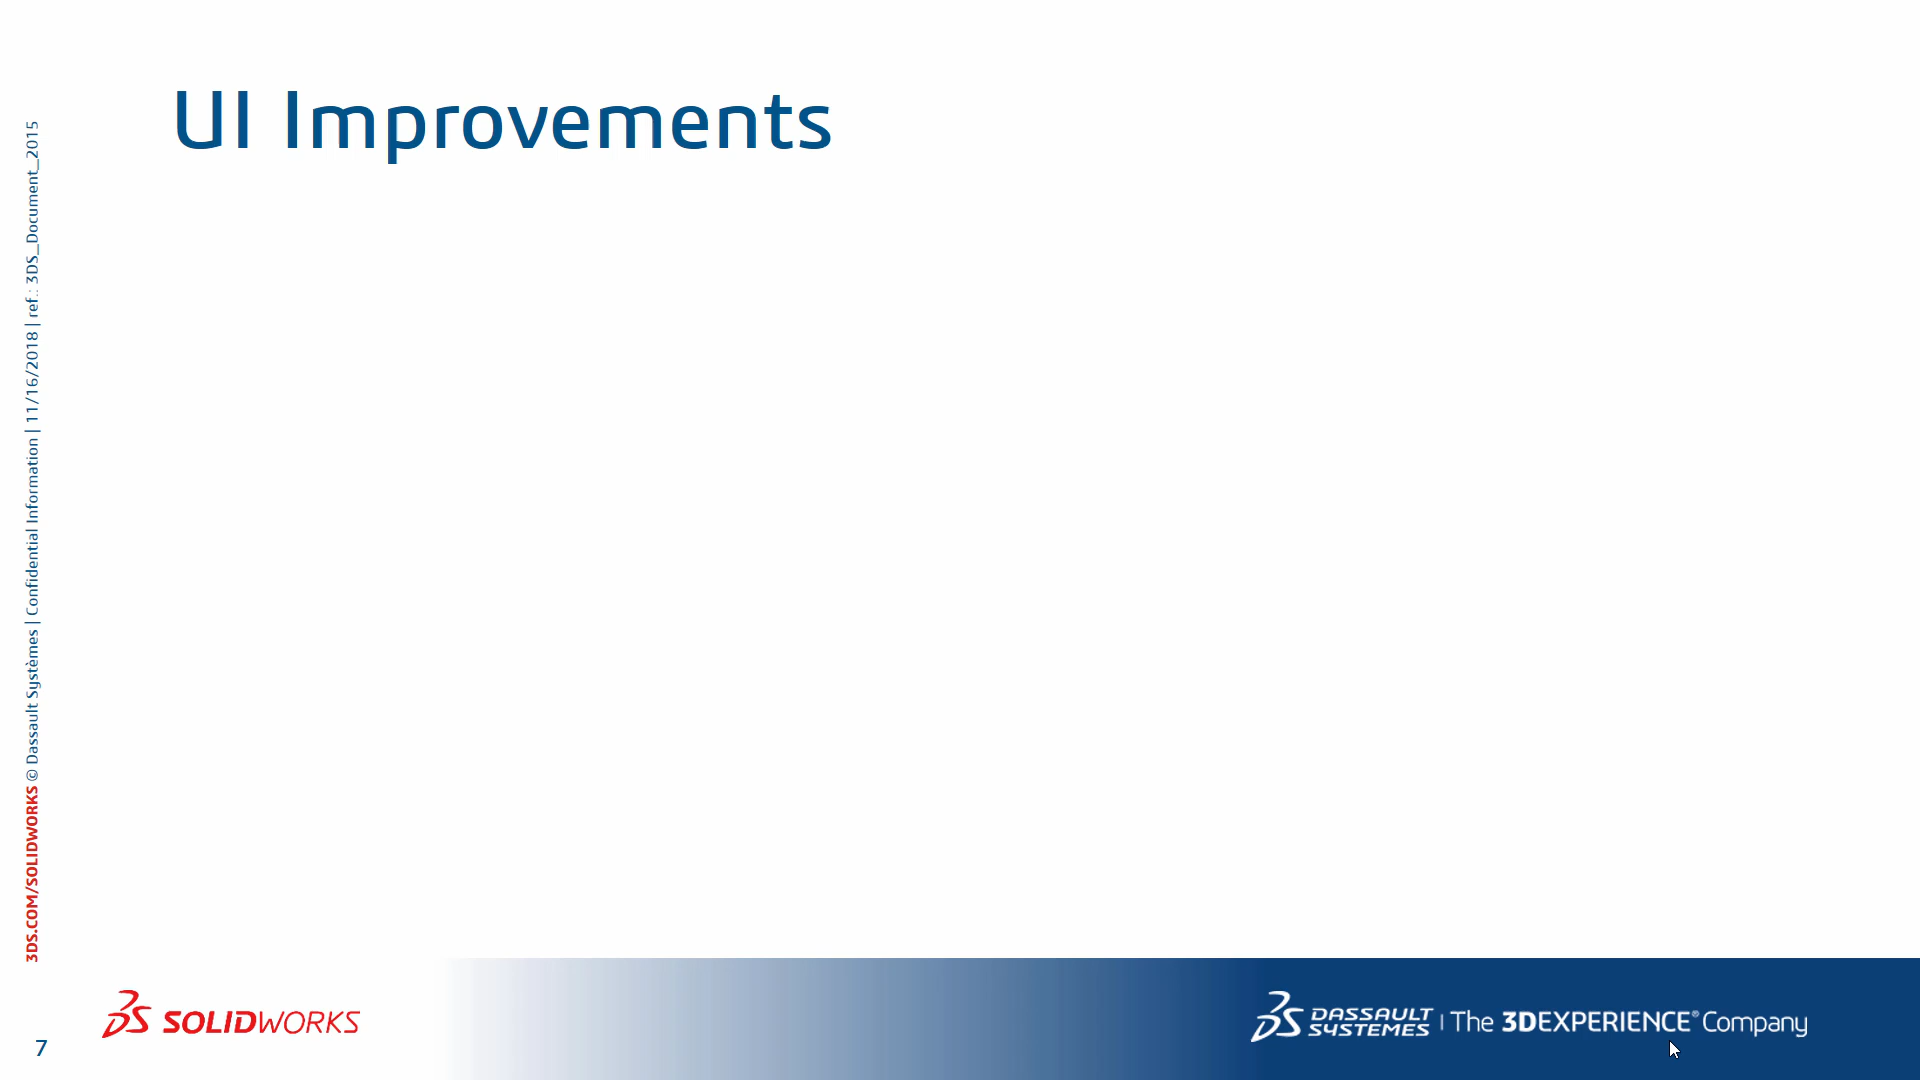 UI Improvements
3DS.COM/SOLIDWORKS © Dassault Systèmes | Confidential Information | 11/16/2018 | ref.: 3DS_Document_2015
7
SOLIDWORKS
DASSAULT SYSTEMES | The 3DEXPERIENCE® Company